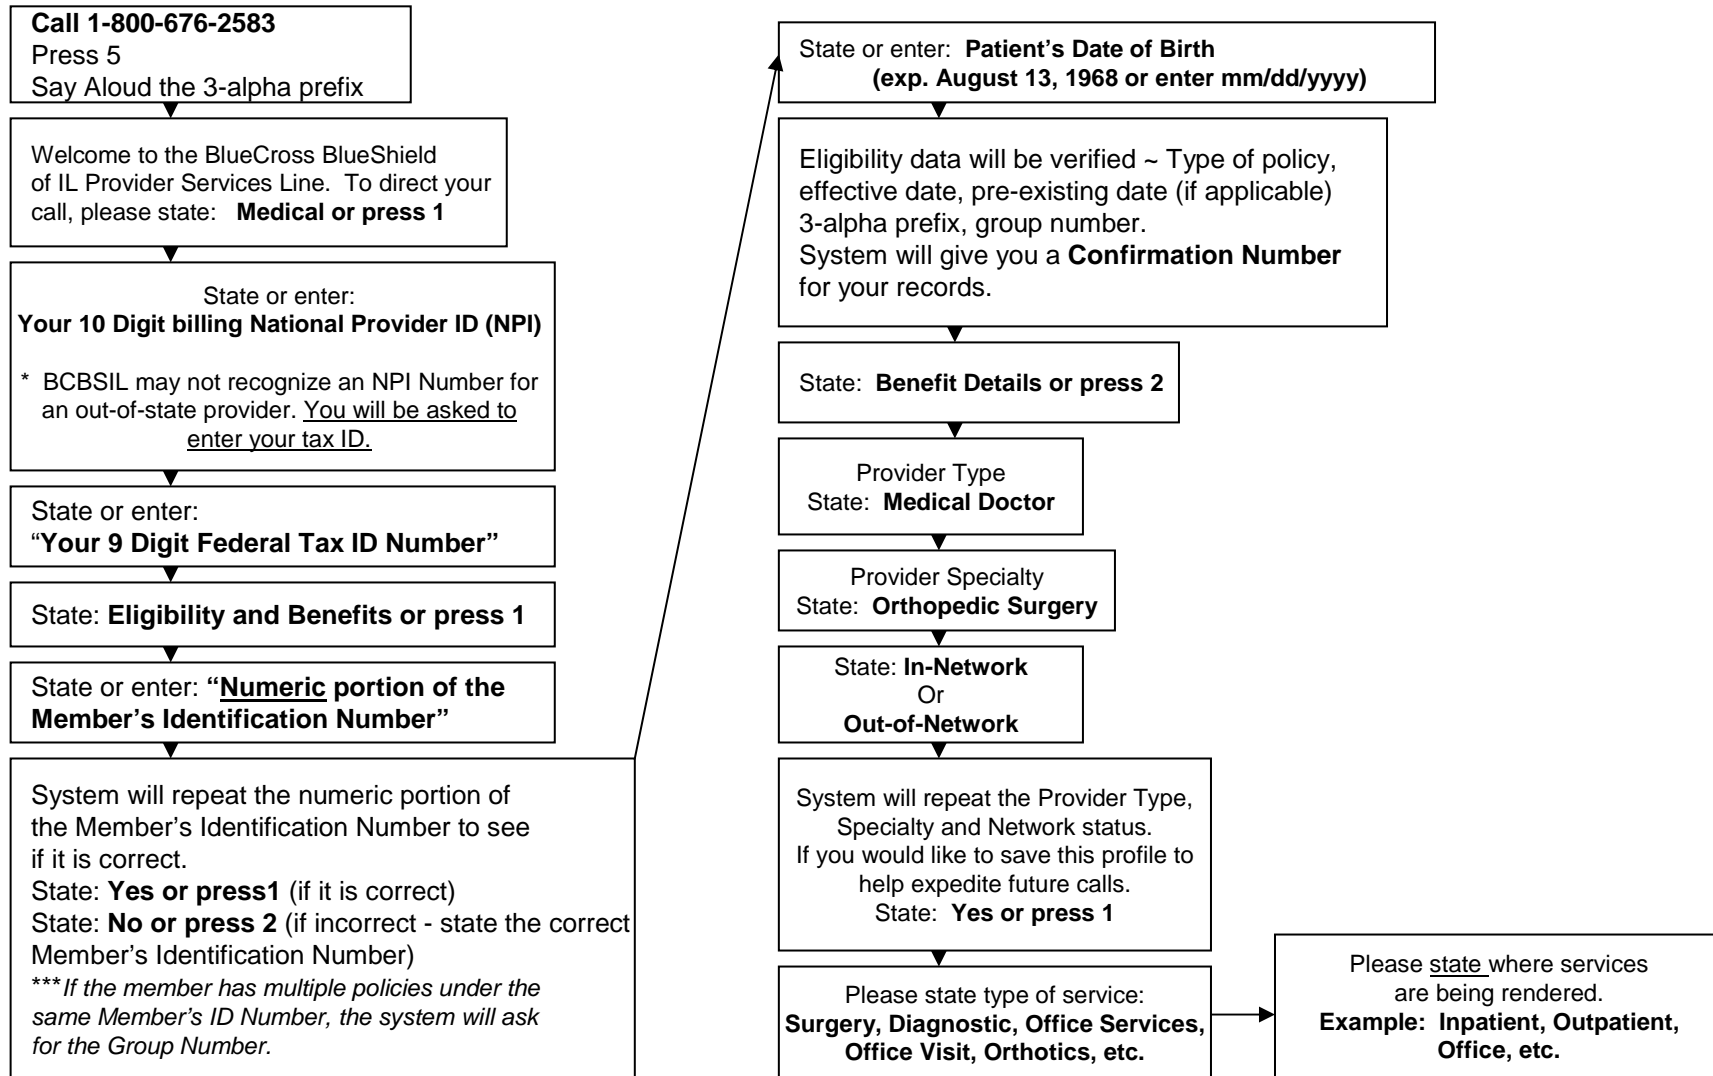 Call 1-800-676-2583
Press 5
Say Aloud the 3-alpha prefix
Welcome to the BlueCross BlueShield
of IL Provider Services Line. To direct your
call, please state: Medical or press 1
State or enter:
Your 10 Digit billing National Provider ID (NPI)
* BCBSIL may not recognize an NPI Number for
an out-of-state provider. You will be asked to
enter your tax ID.
State or enter:
“Your 9 Digit Federal Tax ID Number”
State: Eligibility and Benefits or press 1
State or enter: “Numeric portion of the
Member’s Identification Number”
System will repeat the numeric portion of
the Member’s Identification Number to see
if it is correct.
State: Yes or press1 (if it is correct)
State: No or press 2 (if incorrect - state the correct
Member’s Identification Number)
***If the member has multiple policies under the
same Member’s ID Number, the system will ask
for the Group Number.
State or enter: Patient’s Date of Birth
(exp. August 13, 1968 or enter mm/dd/yyyy)
Eligibility data will be verified ~ Type of policy,
effective date, pre-existing date (if applicable)
3-alpha prefix, group number.
System will give you a Confirmation Number
for your records.
State: Benefit Details or press 2
Provider Type
State: Medical Doctor
Provider Specialty
State: Orthopedic Surgery
State: In-Network
Or
Out-of-Network
System will repeat the Provider Type,
Specialty and Network status.
If you would like to save this profile to
help expedite future calls.
State: Yes or press 1
Please state type of service:
Surgery, Diagnostic, Office Services,
Office Visit, Orthotics, etc.
Please state where services
are being rendered.
Example: Inpatient, Outpatient,
Office, etc.